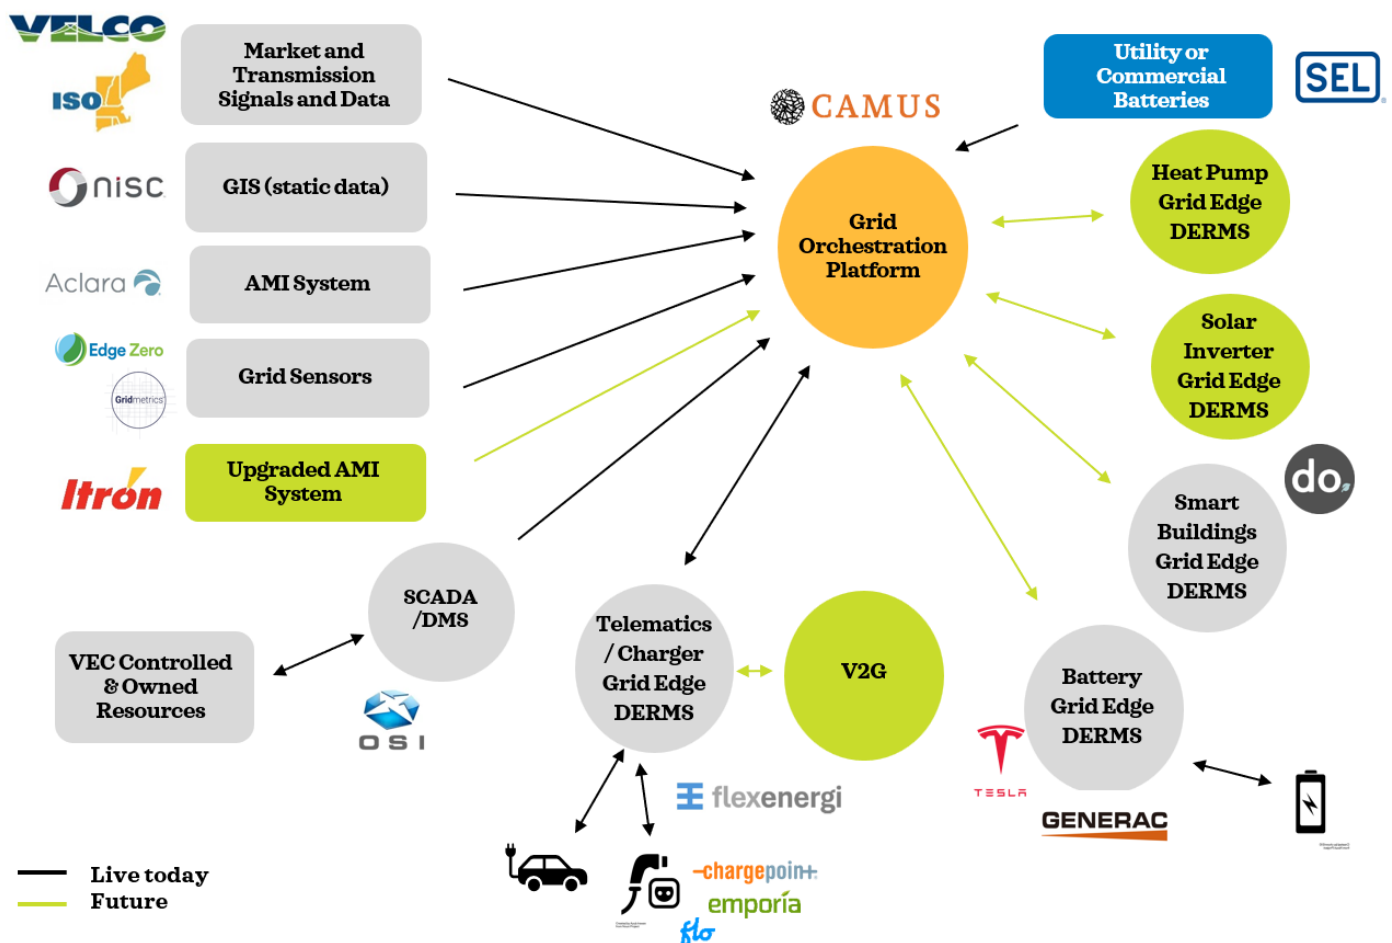 VELCO
ISO
Market and
Transmission
Signals and Data
CAMUS
Utility or
Commercial
Batteries
SEL
nisc
GIS (static data)
Heat Pump
Grid Edge
DERMS
Grid
Orchestration
Platform
Aclara
AMI System
Edge Zero
Gridmetrics
Grid Sensors
Solar
Inverter
Grid Edge
DERMS
Itron
Upgraded AMI
System
do
Smart
Buildings
Grid Edge
DERMS
SCADA
/DMS
OSI
VEC Controlled
& Owned
Resources
Telematics
/ Charger
Grid Edge
DERMS
V2G
Battery
Grid Edge
DERMS
TESLA
GENERAC
flexenergi
chargepoin+
emporia
flo
Live today
Future